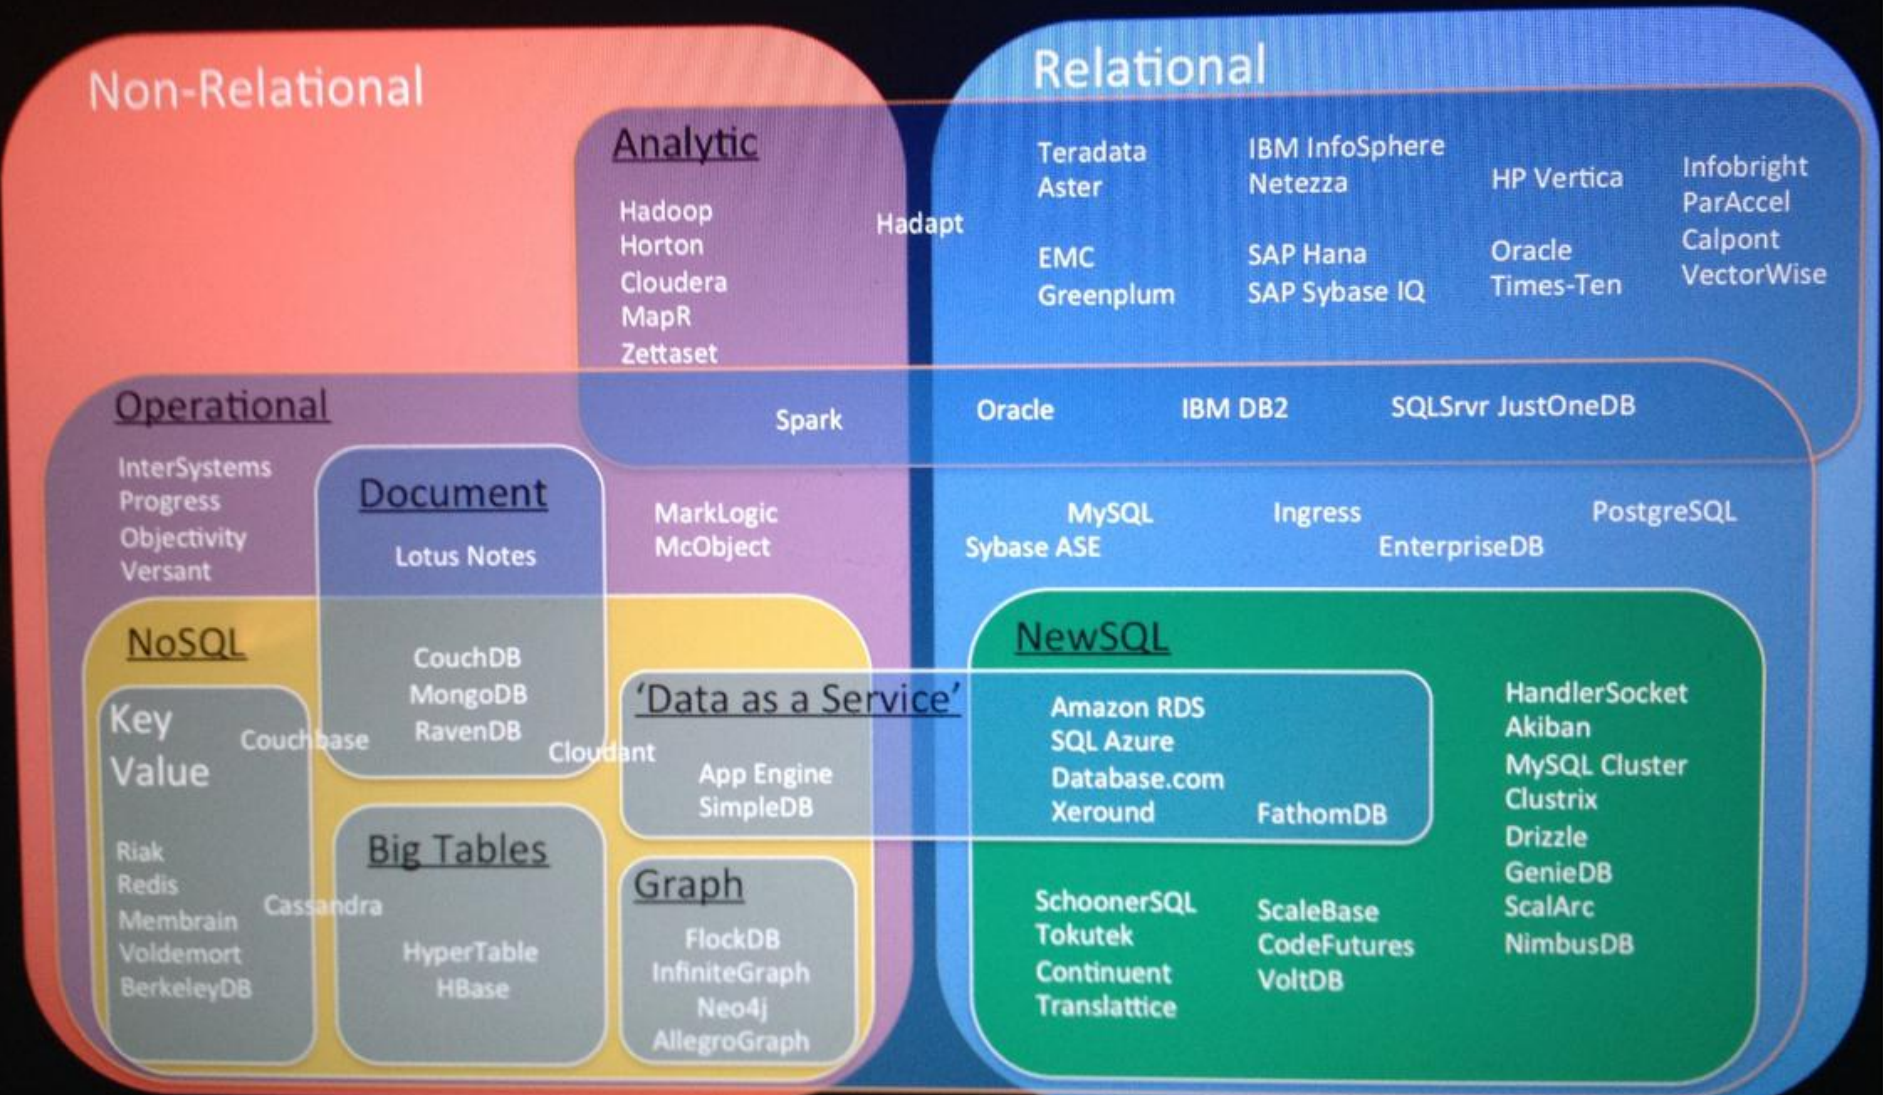 Non-Relational
Relational
Analytic
Hadoop
Horton
Cloudera
MapR
Zettaset
Hadapt
Teradata
Aster
EMC
Greenplum
IBM InfoSphere
Netezza
SAP Hana
SAP Sybase IQ
HP Vertica
Oracle
Times-Ten
Infobright
ParAccel
Calpont
VectorWise
Operational
Spark
Oracle
IBM DB2
SQLSrvr JustOneDB
InterSystems
Progress
Objectivity
Versant
Document
Lotus Notes
MarkLogic
McObject
MySQL
Ingress
PostgreSQL
Sybase ASE
EnterpriseDB
NoSQL
CouchDB
MongoDB
RavenDB
Key
Value
Couchbase
Cloudant
Riak
Redis
Membrain
Voldemort
BerkeleyDB
Cassandra
Big Tables
HyperTable
HBase
'Data as a Service'
App Engine
SimpleDB
Graph
FlockDB
InfiniteGraph
Neo4j
AllegroGraph
NewSQL
Amazon RDS
SQL Azure
Database.com
Xeround
FathomDB
HandlerSocket
Akiban
MySQL Cluster
Clustrix
Drizzle
GenieDB
ScalArc
NimbusDB
SchoonerSQL
Tokutek
Continuent
Translattice
ScaleBase
CodeFutures
VoltDB